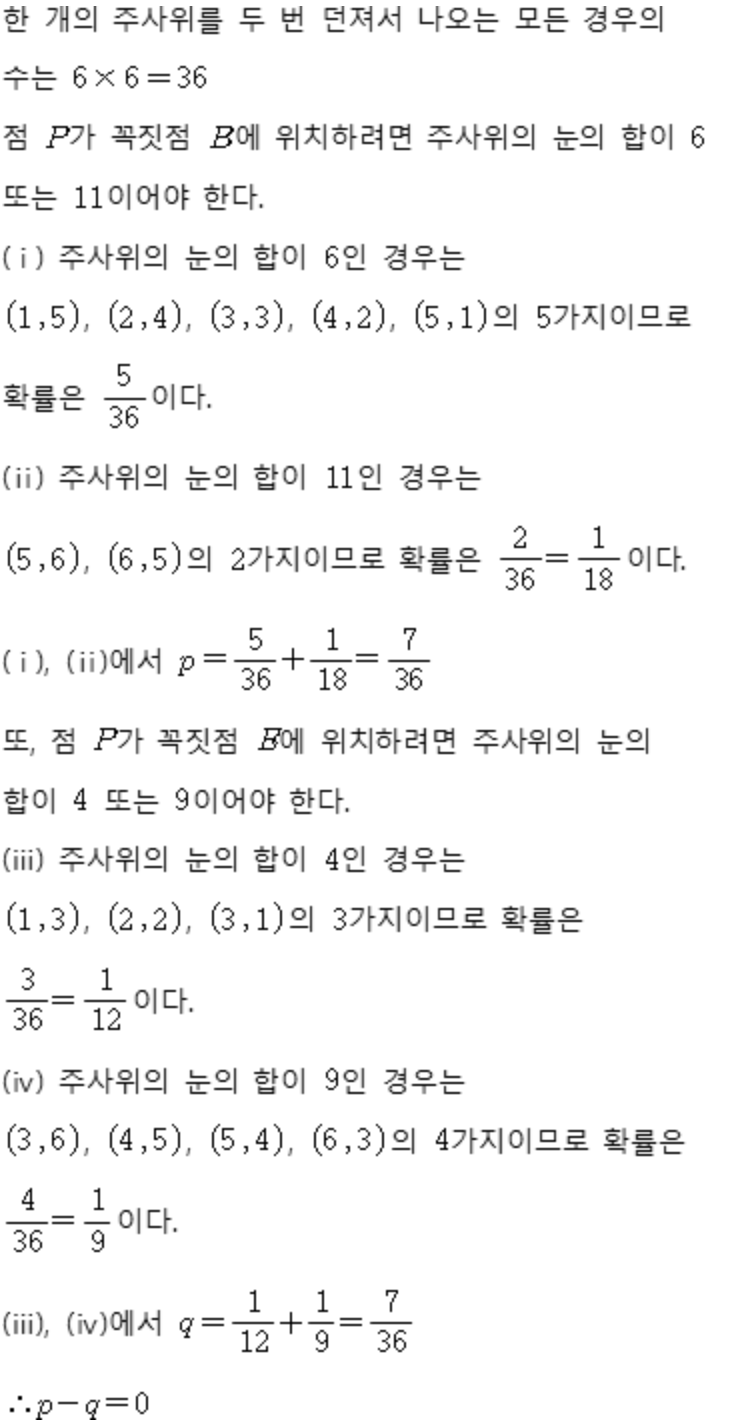 한 개의 주사위를 두 번 던져서 나오는 모든 경우의
수는 6×6=36
점 P가 꼭짓점 B에 위치하려면 주사위의 눈의 합이 6
또는 11이어야 한다.
(i) 주사위의 눈의 합이 6인 경우는
(1,5), (2,4), (3,3), (4,2), (5,1)의 5가지이므로
확률은 5/36이다.
(ii) 주사위의 눈의 합이 11인 경우는
(5,6), (6,5)의 2가지이므로 확률은 2/36=1/18이다.
(i), (ii)에서 p=5/36+1/18=7/36
또, 점 P가 꼭짓점 E에 위치하려면 주사위의 눈의
합이 4 또는 9이어야 한다.
(iii) 주사위의 눈의 합이 4인 경우는
(1,3), (2,2), (3,1)의 3가지이므로 확률은
3/36=1/12이다.
(iv) 주사위의 눈의 합이 9인 경우는
(3,6), (4,5), (5,4), (6,3)의 4가지이므로 확률은
4/36=1/9이다.
(iii), (iv)에서 q=1/12+1/9=7/36
∴p-q=0